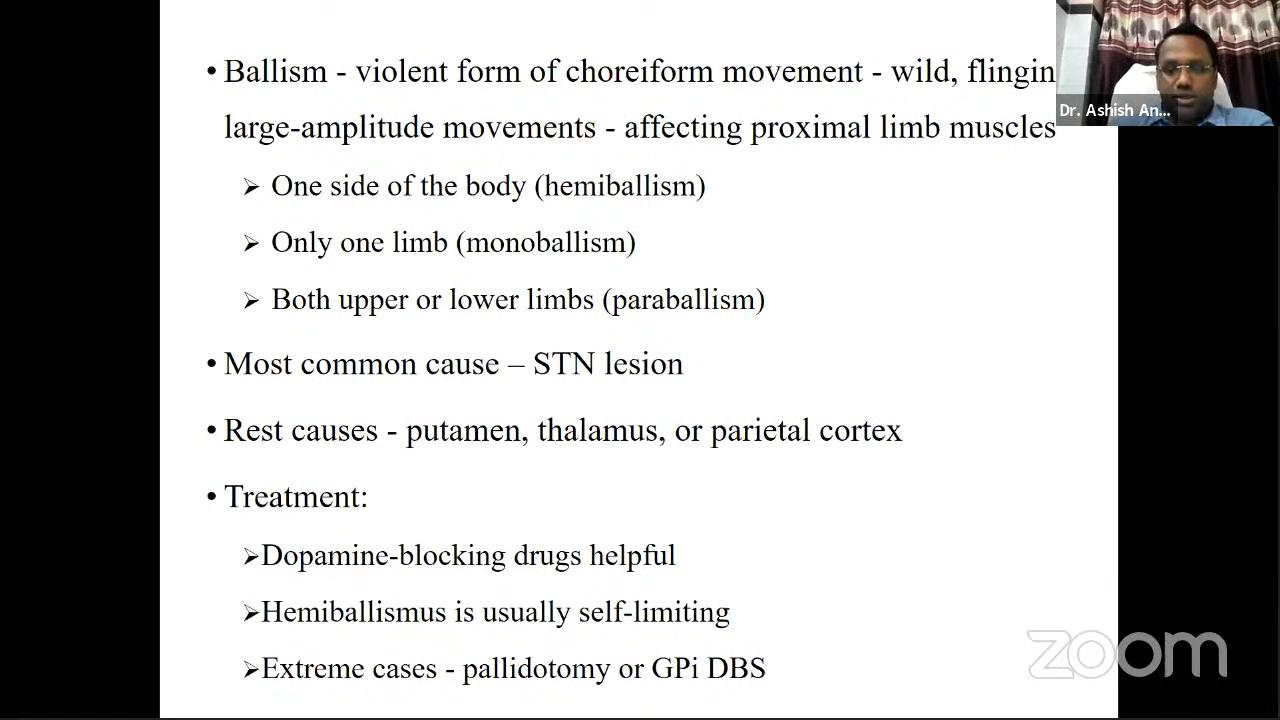 • Ballism - violent form of choreiform movement - wild, flingin
large-amplitude movements - affecting proximal limb muscles
➢ One side of the body (hemiballism)
➢ Only one limb (monoballism)
➢ Both upper or lower limbs (paraballism)
• Most common cause – STN lesion
• Rest causes - putamen, thalamus, or parietal cortex
• Treatment:
➢Dopamine-blocking drugs helpful
➢Hemiballismus is usually self-limiting
➢Extreme cases - pallidotomy or GPi DBS
Dr. Ashish An...
zoom